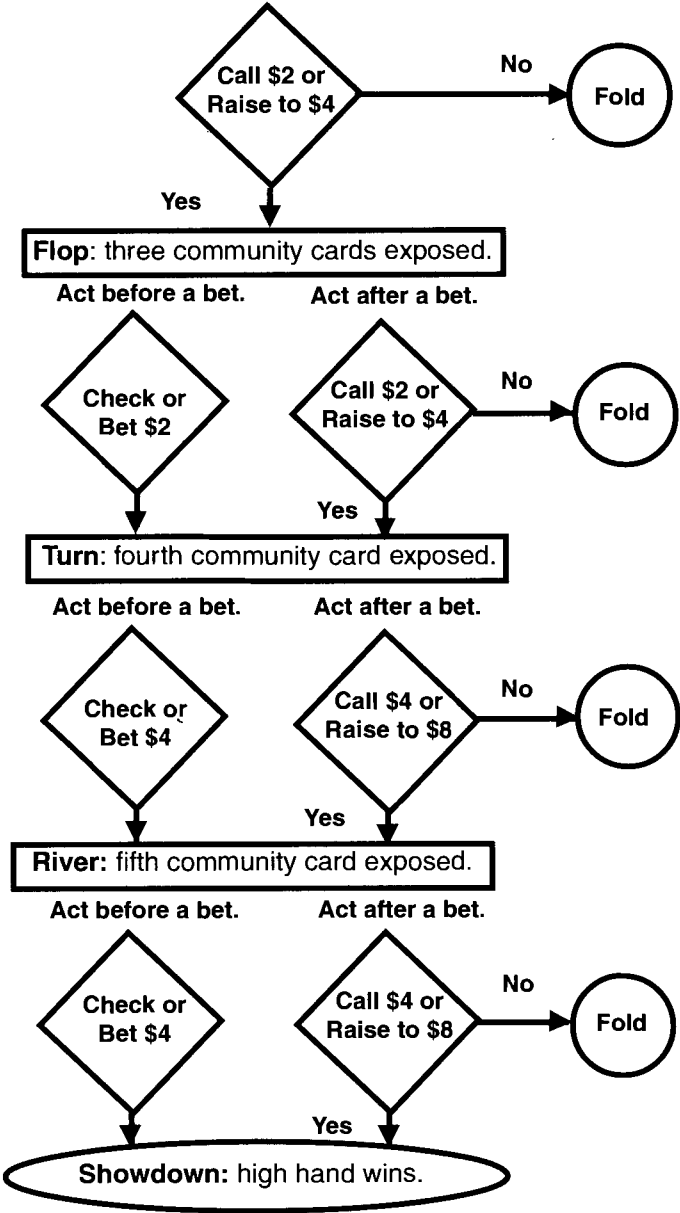 Call $2 or
Raise to $4
No
Fold
Yes
Flop: three community cards exposed.
Act before a bet.
Act after a bet.
Check or
Bet $2
Call $2 or
Raise to $4
No
Fold
Yes
Turn: fourth community card exposed.
Act before a bet.
Act after a bet.
Check or
Bet $4
Call $4 or
Raise to $8
No
Fold
Yes
River: fifth community card exposed.
Act before a bet.
Act after a bet.
Check or
Bet $4
Call $4 or
Raise to $8
No
Fold
Yes
Showdown: high hand wins.